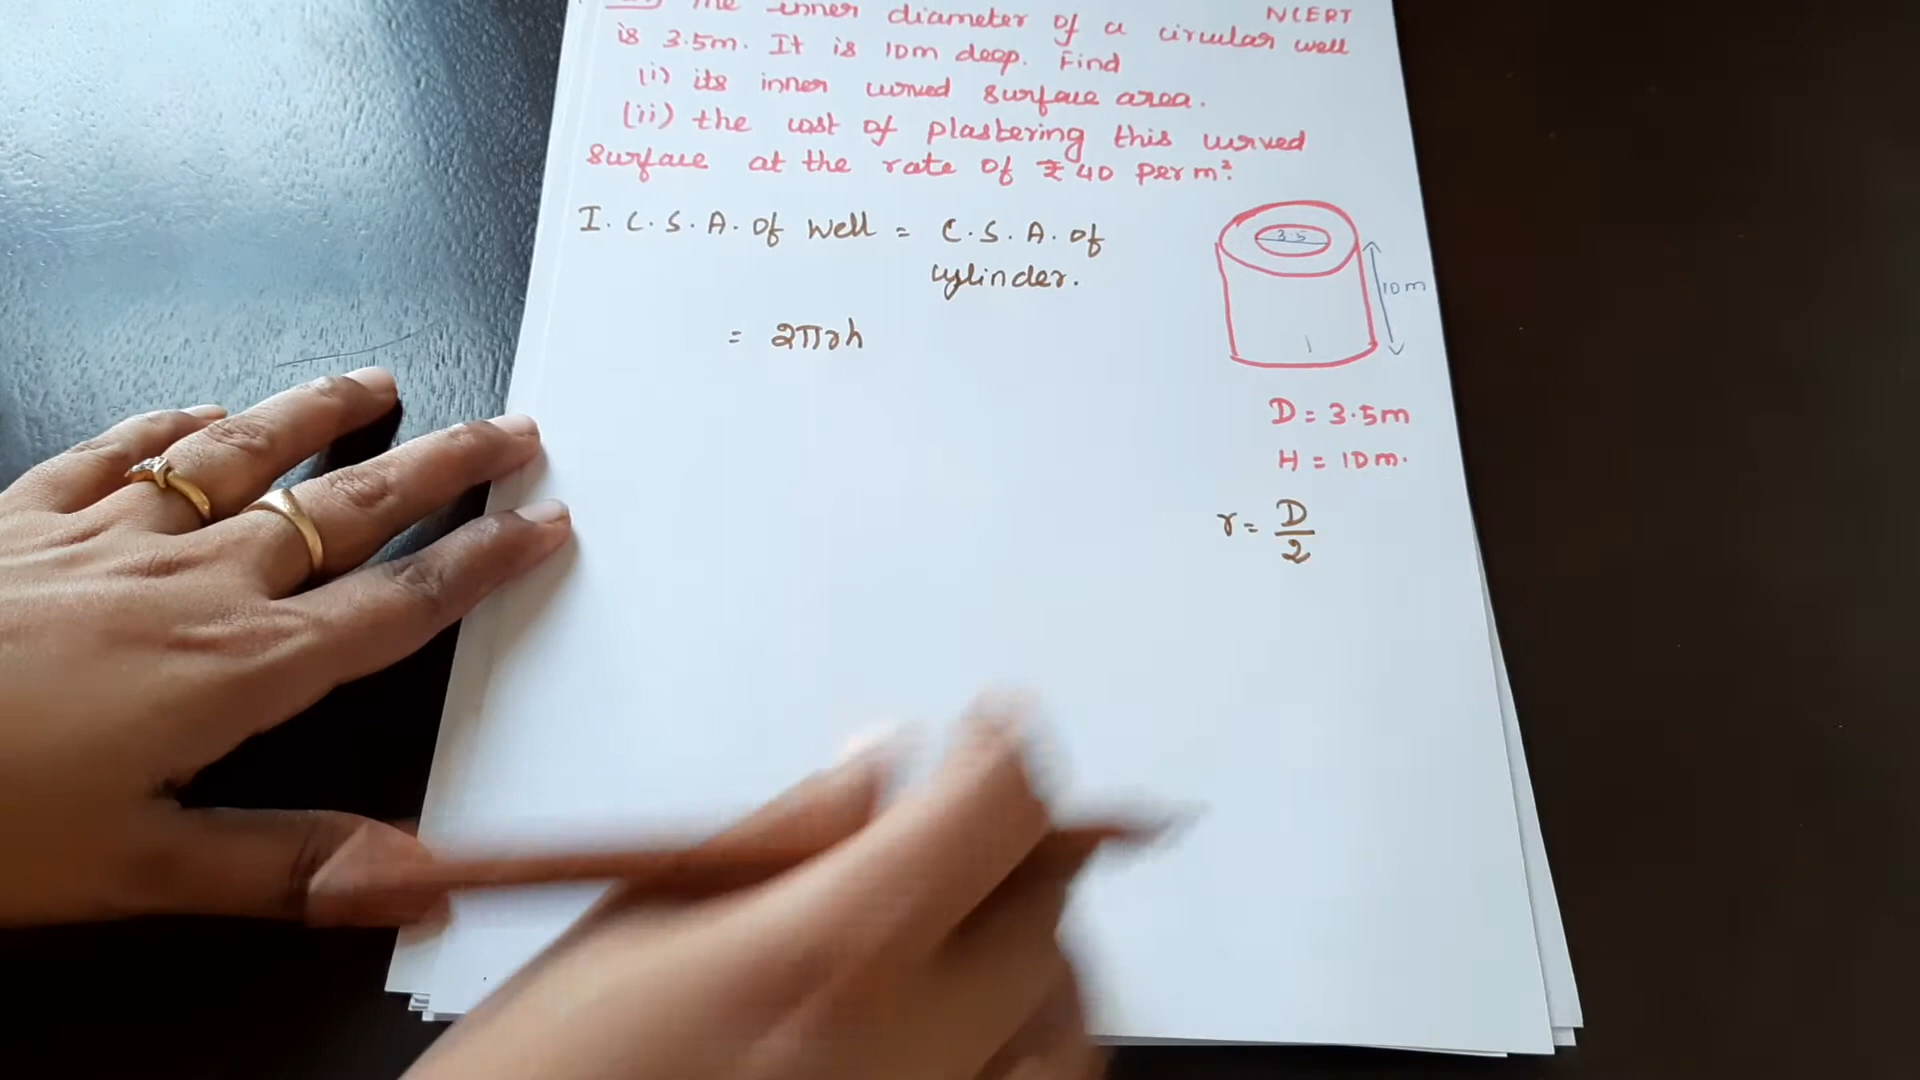 NCERT
The inner diameter of a circular well
is 3.5m. It is 10m deep. Find
(i) its inner curved surface area.
(ii) the cost of plastering this curved
surface at the rate of ₹ 40 per m².
I. C. S. A. of well = C. S. A. of
cylinder.
= 2πrh
3.5
10 m
D = 3.5m
H = 10 m.
r = D/2